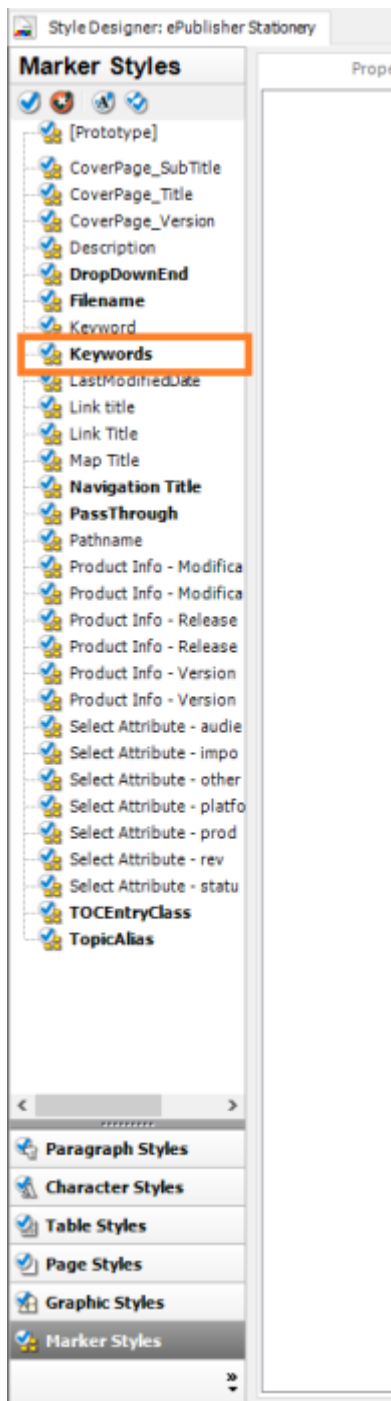 Style Designer: ePublisher Stationery
Marker Styles
Prope
[Prototype]
CoverPage_SubTitle
CoverPage_Title
CoverPage_Version
Description
DropDownEnd
Filename
Keyword
Keywords
LastModifiedDate
Link title
Link Title
Map Title
Navigation Title
PassThrough
Pathname
Product Info - Modifica
Product Info - Modifica
Product Info - Release
Product Info - Release
Product Info - Version
Product Info - Version
Select Attribute - audie
Select Attribute - impo
Select Attribute - other
Select Attribute - platfo
Select Attribute - prod
Select Attribute - rev
Select Attribute - statu
TOCEntryClass
TopicAlias
Paragraph Styles
Character Styles
Table Styles
Page Styles
Graphic Styles
Marker Styles